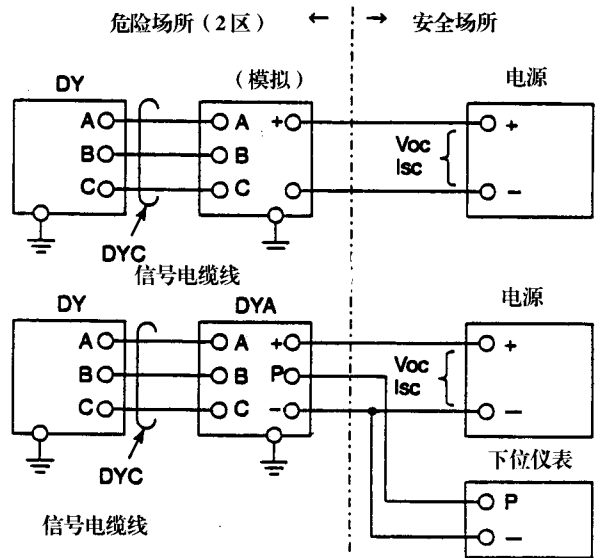 危险场所（2区） ← → 安全场所
DY （模拟） 电源
A A + +
B B Voc
Isc
C C −
DYC
信号电缆线
DY DYA 电源
A A + +
B B P Voc
Isc
C C − −
DYC 下位仪表
信号电缆线 P
−